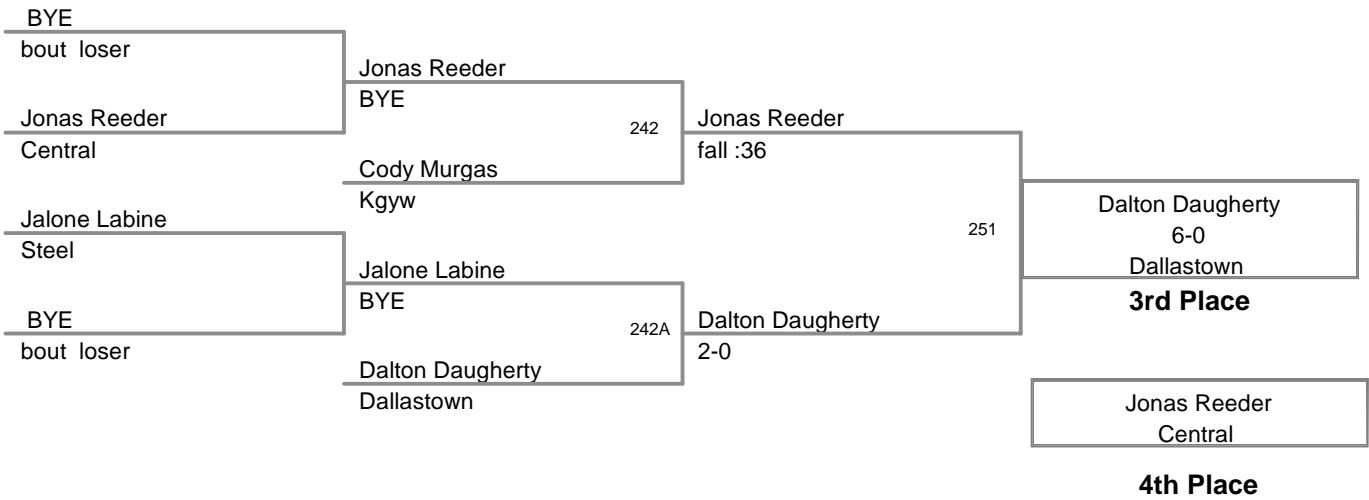 BYE
bout loser
Jonas Reeder
BYE
Jonas Reeder
Central
242
Jonas Reeder
fall :36
Cody Murgas
Kgyw
Jalone Labine
Steel
251
Dalton Daugherty
6-0
Dallastown
3rd Place
Jalone Labine
BYE
BYE
bout loser
242A
Dalton Daugherty
2-0
Dalton Daugherty
Dallastown
Jonas Reeder
Central
4th Place